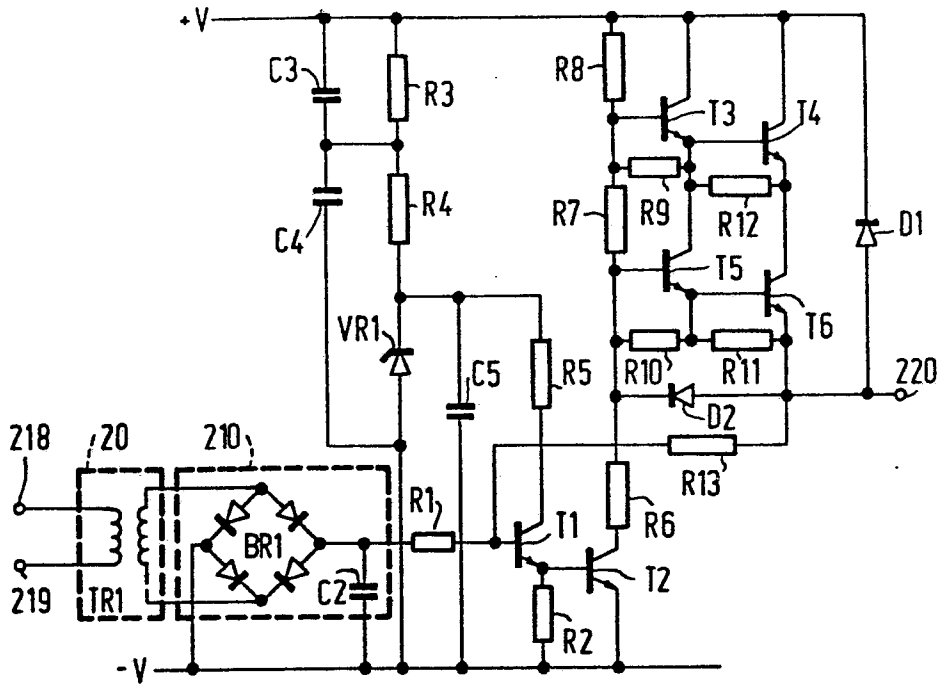 +V
C3
R3
R8
T3
T4
R9
R12
R4
C4
R7
D1
T5
T6
VR1
C5
R5
R10
R11
220
D2
218
20
210
R13
R1
T1
R6
BR1
C2
T2
219
TR1
R2
-V